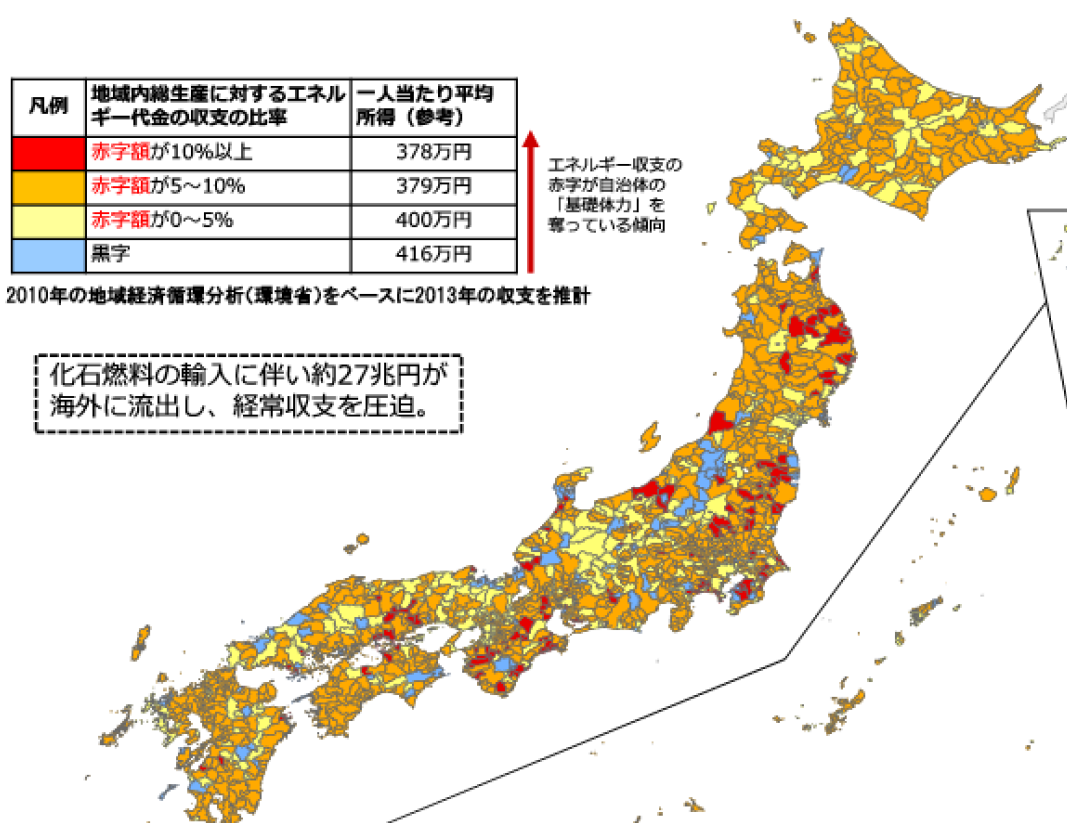 凡例
地域内総生産に対するエネル
ギー代金の収支の比率
一人当たり平均
所得（参考）
赤字額が10%以上
378万円
赤字額が5～10%
379万円
赤字額が0～5%
400万円
黒字
416万円
エネルギー収支の
赤字が自治体の
「基礎体力」を
奪っている傾向
2010年の地域経済循環分析(環境省)をベースに2013年の収支を推計
化石燃料の輸入に伴い約27兆円が
海外に流出し、経常収支を圧迫。